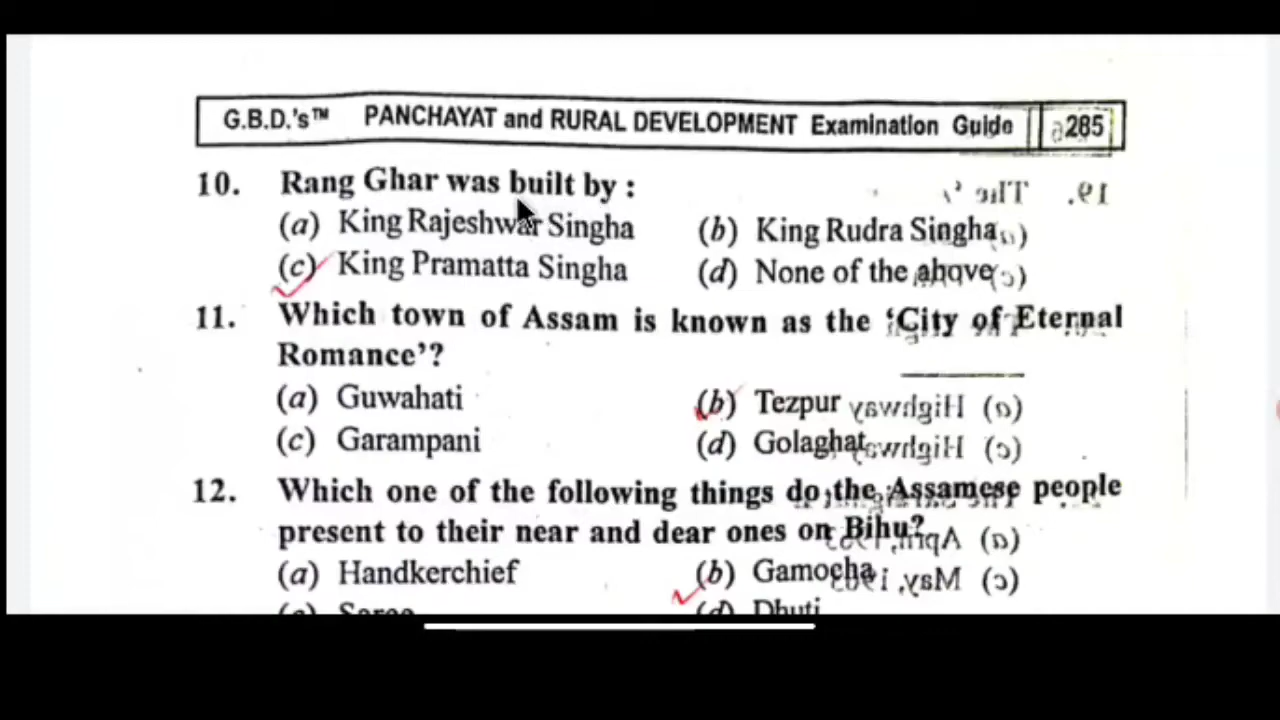 G.B.D.'s™ PANCHAYAT and RURAL DEVELOPMENT Examination Guide 285
10. Rang Ghar was built by :
(a) King Rajeshwar Singha (b) King Rudra Singha
(c) King Pramatta Singha (d) None of the above
11. Which town of Assam is known as the ‘City of Eternal
Romance’?
(a) Guwahati (b) Tezpur
(c) Garampani (d) Golaghat
12. Which one of the following things do the Assamese people
present to their near and dear ones on Bihu?
(a) Handkerchief (b) Gamocha
(c) Saree (d) Dhuti